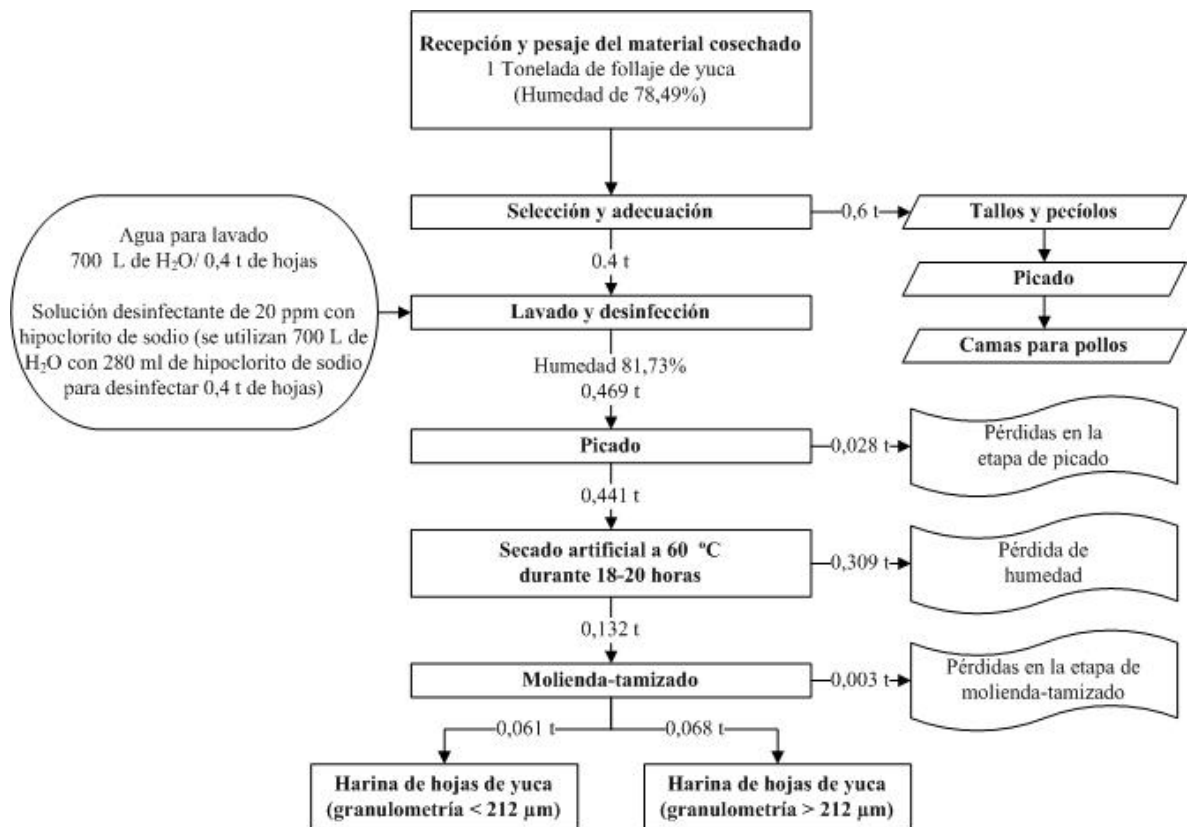 Recepción y pesaje del material cosechado
1 Tonelada de follaje de yuca
(Humedad de 78,49%)
Selección y adecuación
0,6 t
Tallos y pecíolos
Picado
Camas para pollos
0.4 t
Agua para lavado
700 L de H₂O/ 0,4 t de hojas
Solución desinfectante de 20 ppm con
hipoclorito de sodio (se utilizan 700 L de
H₂O con 280 ml de hipoclorito de sodio
para desinfectar 0,4 t de hojas)
Lavado y desinfección
Humedad 81,73%
0,469 t
Picado
0,028 t
Pérdidas en la
etapa de picado
0,441 t
Secado artificial a 60 ºC
durante 18-20 horas
0,309 t
Pérdida de
humedad
0,132 t
Molienda-tamizado
0,003 t
Pérdidas en la etapa de
molienda-tamizado
0,061 t
0,068 t
Harina de hojas de yuca
(granulometría < 212 µm)
Harina de hojas de yuca
(granulometría > 212 µm)